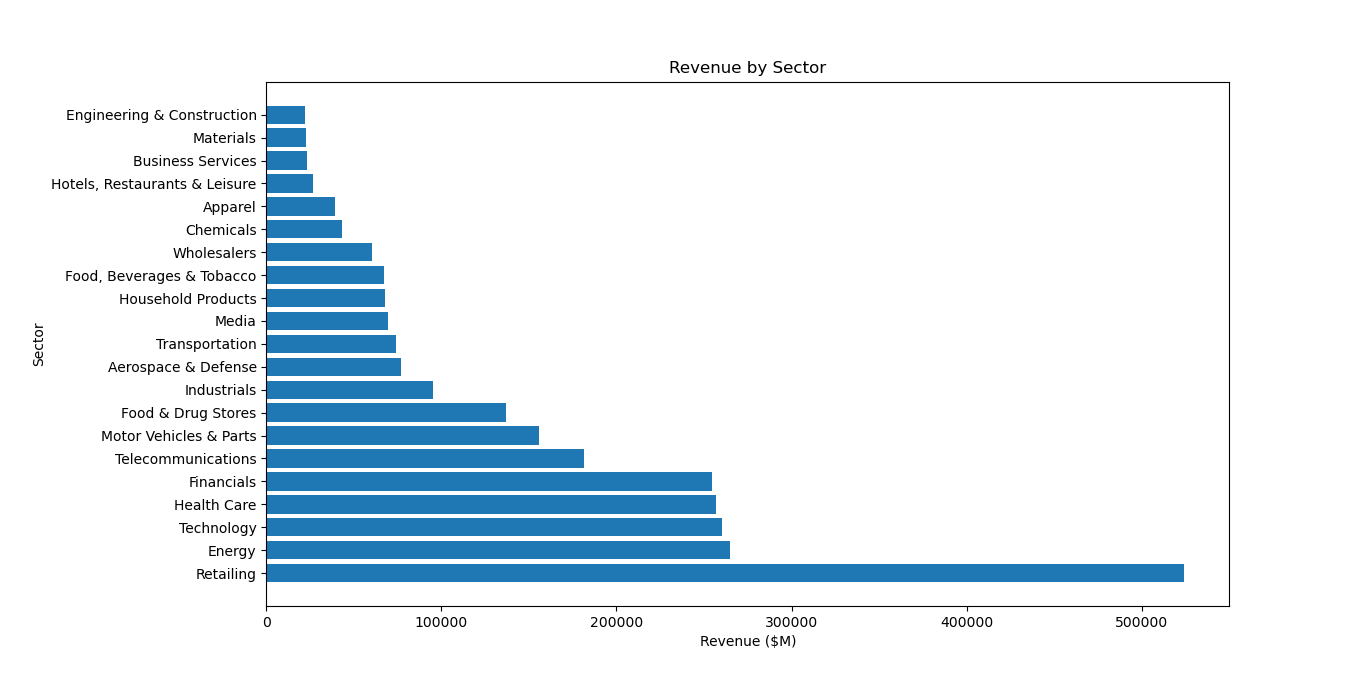 Revenue by Sector
Engineering & Construction
Materials
Business Services
Hotels, Restaurants & Leisure
Apparel
Chemicals
Wholesalers
Food, Beverages & Tobacco
Household Products
Media
Transportation
Aerospace & Defense
Industrials
Food & Drug Stores
Motor Vehicles & Parts
Telecommunications
Financials
Health Care
Technology
Energy
Retailing
Sector
0 100000 200000 300000 400000 500000
Revenue ($M)